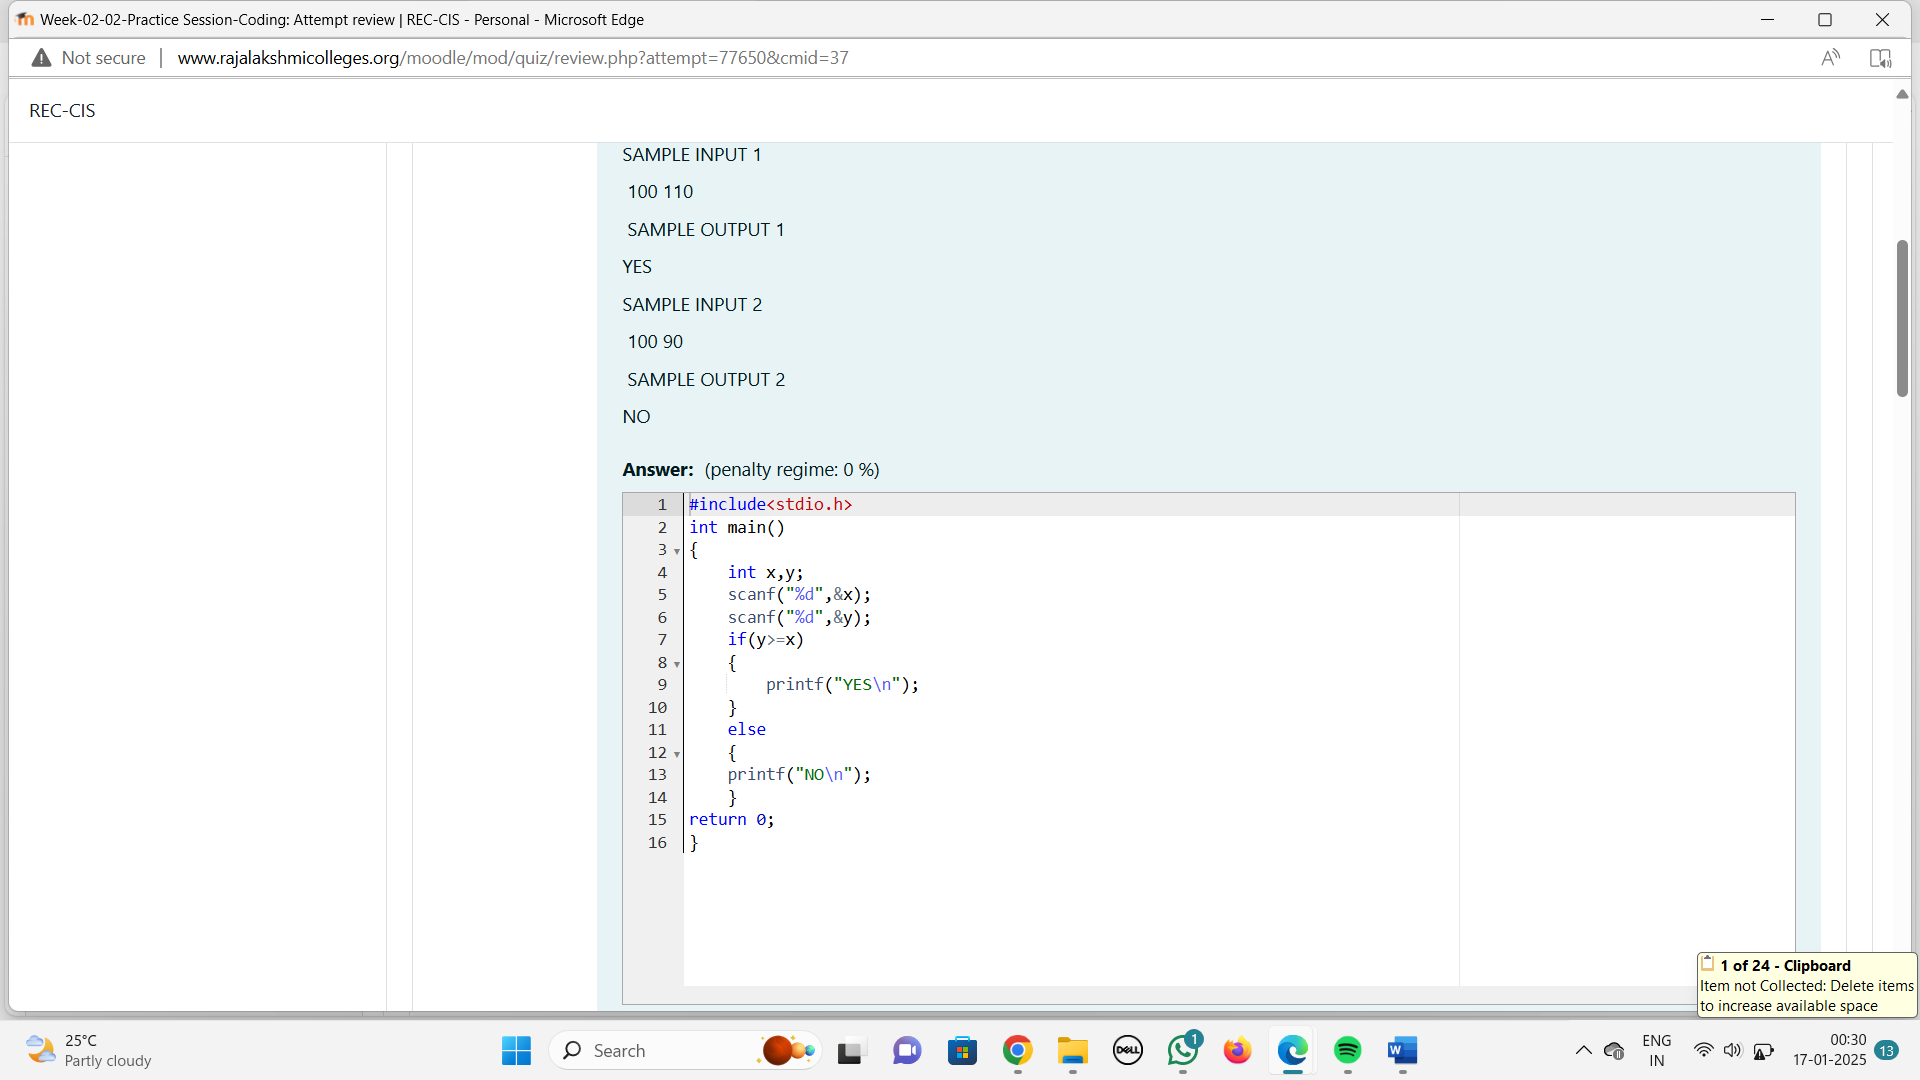 Week-02-02-Practice Session-Coding: Attempt review | REC-CIS - Personal - Microsoft Edge
Not secure | www.rajalakshmicolleges.org/moodle/mod/quiz/review.php?attempt=77650&cmid=37
REC-CIS
SAMPLE INPUT 1
100 110
SAMPLE OUTPUT 1
YES
SAMPLE INPUT 2
100 90
SAMPLE OUTPUT 2
NO
Answer: (penalty regime: 0 %)
1 #include<stdio.h>
2 int main()
3 {
4 int x,y;
5 scanf("%d",&x);
6 scanf("%d",&y);
7 if(y>=x)
8 {
9 printf("YES\n");
10 }
11 else
12 {
13 printf("NO\n");
14 }
15 return 0;
16 }
1 of 24 - Clipboard
Item not Collected: Delete items
to increase available space
25°C
Partly cloudy
Search
DELL
1
W
ENG
IN
00:30
17-01-2025
13